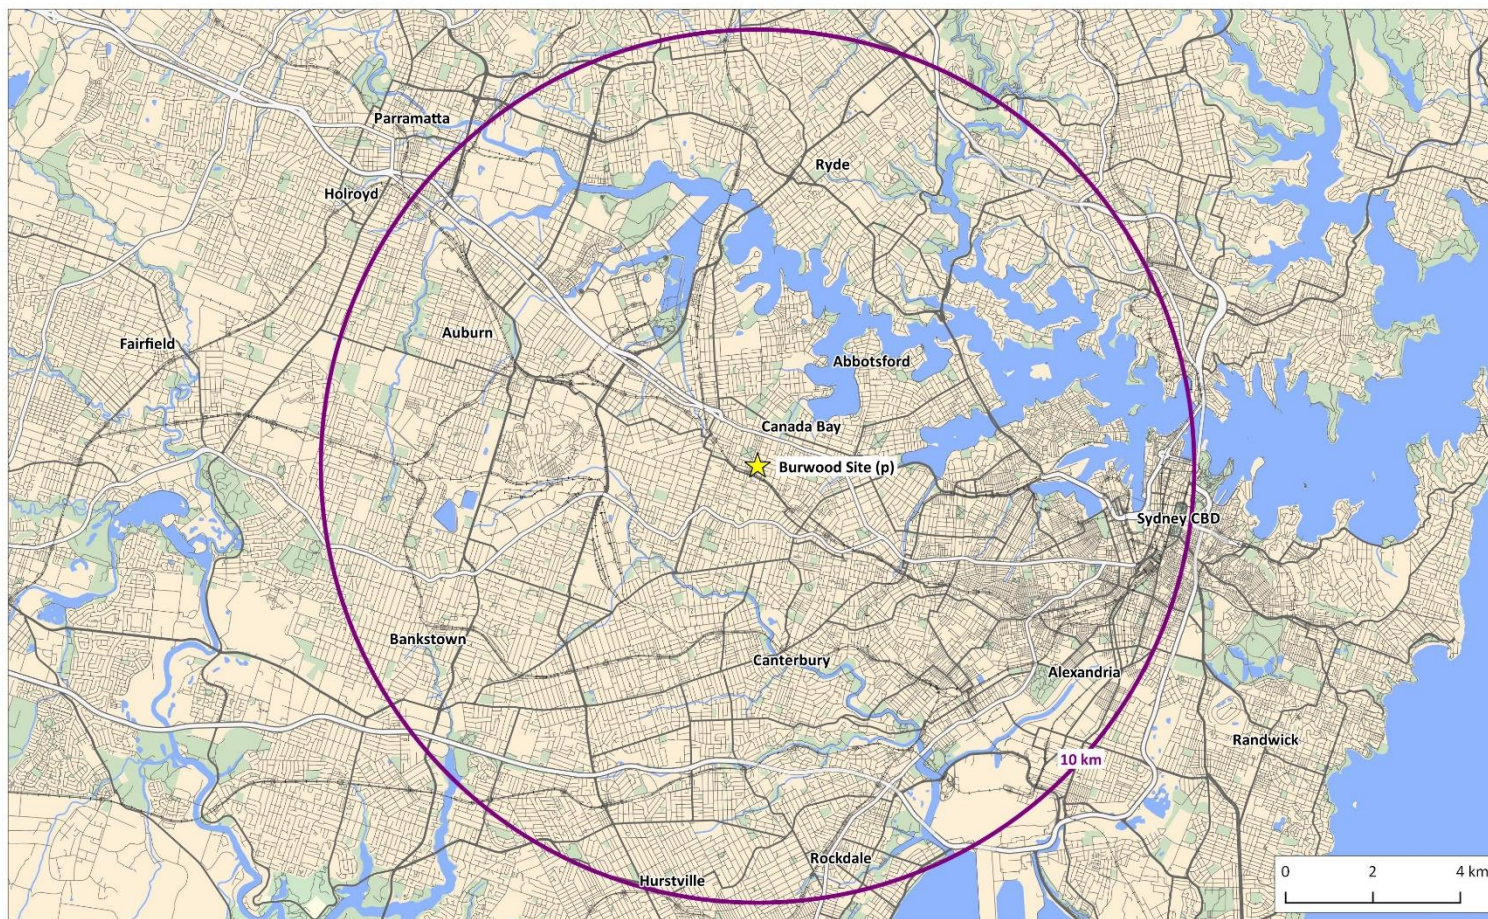 Parramatta
Ryde
Holroyd
Auburn
Fairfield
Abbotsford
Canada Bay
Burwood Site (p)
Sydney CBD
Bankstown
Canterbury
Alexandria
Randwick
10 km
Rockdale
Hurstville
0 2 4 km